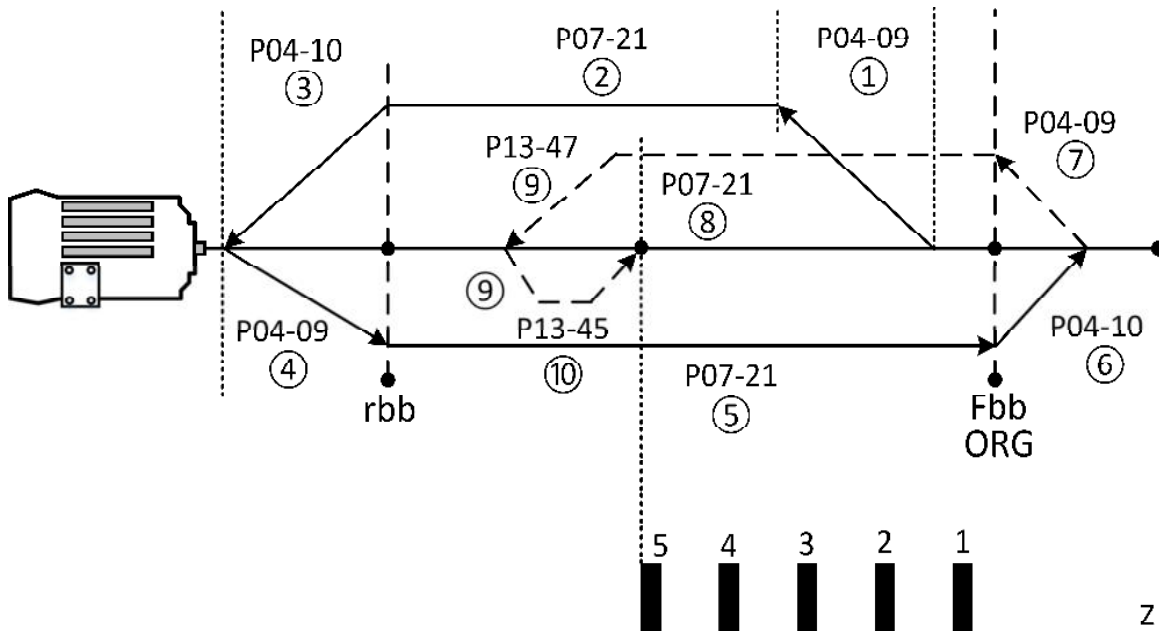 P04-10
③
P07-21
②
P04-09
①
P13-47
⑨
P07-21
⑧
P04-09
⑦
⑨
P13-45
⑩
P04-09
④
P07-21
⑤
P04-10
⑥
rbb
Fbb
ORG
5 4 3 2 1
Z